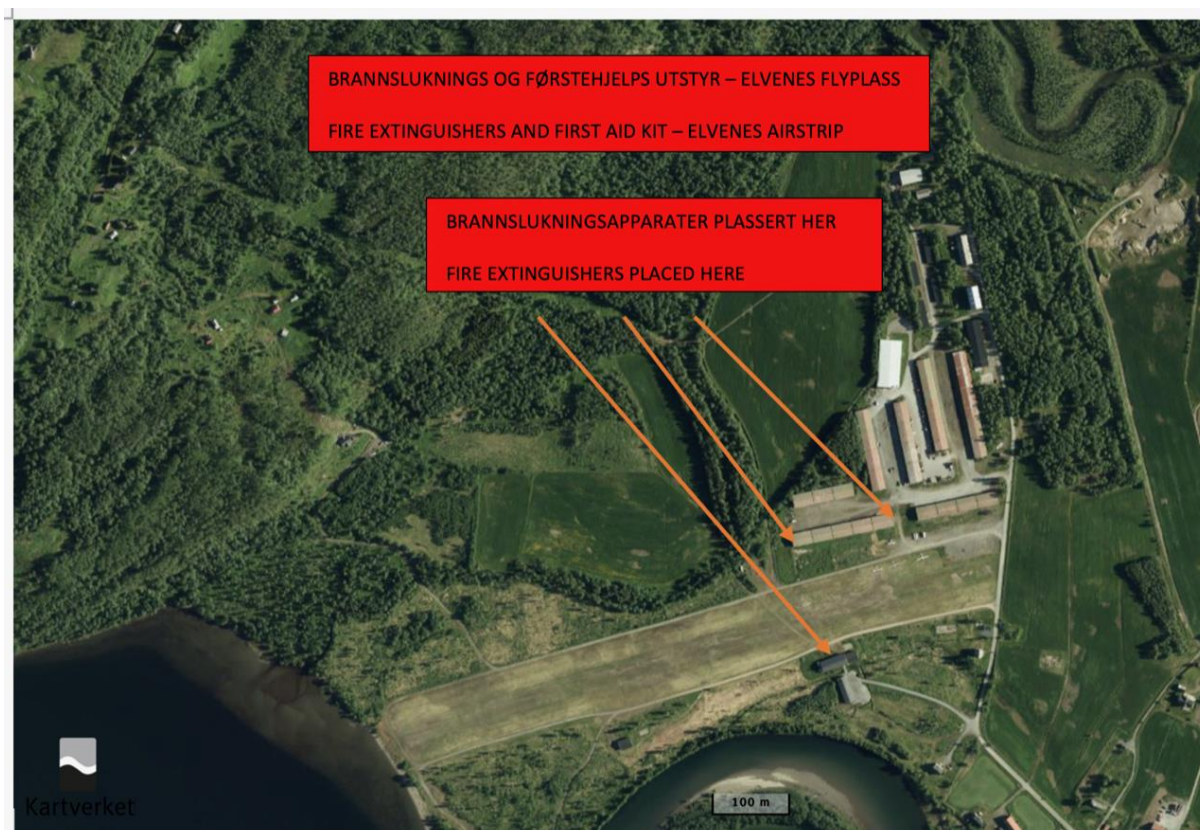 BRANNSLUKNINGS OG FØRSTEHJELPS UTSTYR – ELVENES FLYPLASS
FIRE EXTINGUISHERS AND FIRST AID KIT – ELVENES AIRSTRIP
BRANNSLUKNINGSAPPARATER PLASSERT HER
FIRE EXTINGUISHERS PLACED HERE
100 m
Kartverket